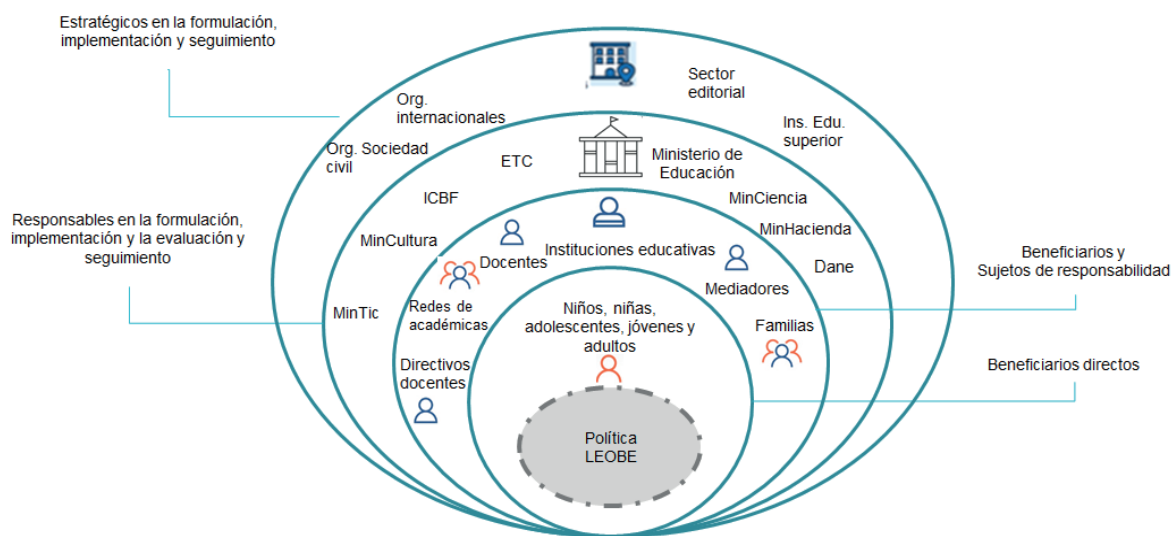 Estratégicos en la formulación,
implementación y seguimiento
Sector
editorial
Org.
internacionales
Ins. Edu.
superior
Org. Sociedad
civil
ETC
Ministerio de
Educación
ICBF
MinCiencia
Responsables en la formulación,
implementación y la evaluación y
seguimiento
MinCultura
MinHacienda
Instituciones educativas
Docentes
Dane
Beneficiarios y
Sujetos de responsabilidad
Mediadores
MinTic
Redes de
académicas
Niños, niñas,
adolescentes, jóvenes y
adultos
Familias
Directivos
docentes
Beneficiarios directos
Política
LEOBE